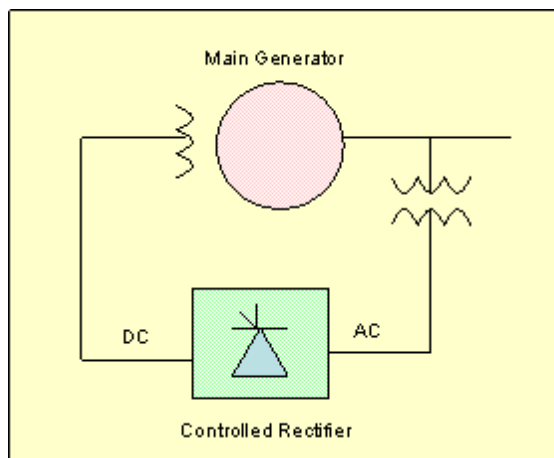 Main Generator
DC
AC
Controlled Rectifier